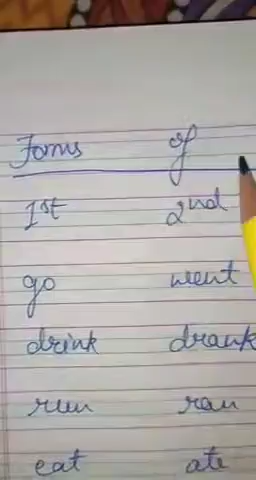 Forms of
1st 2nd
go went
drink drank
run ran
eat ate